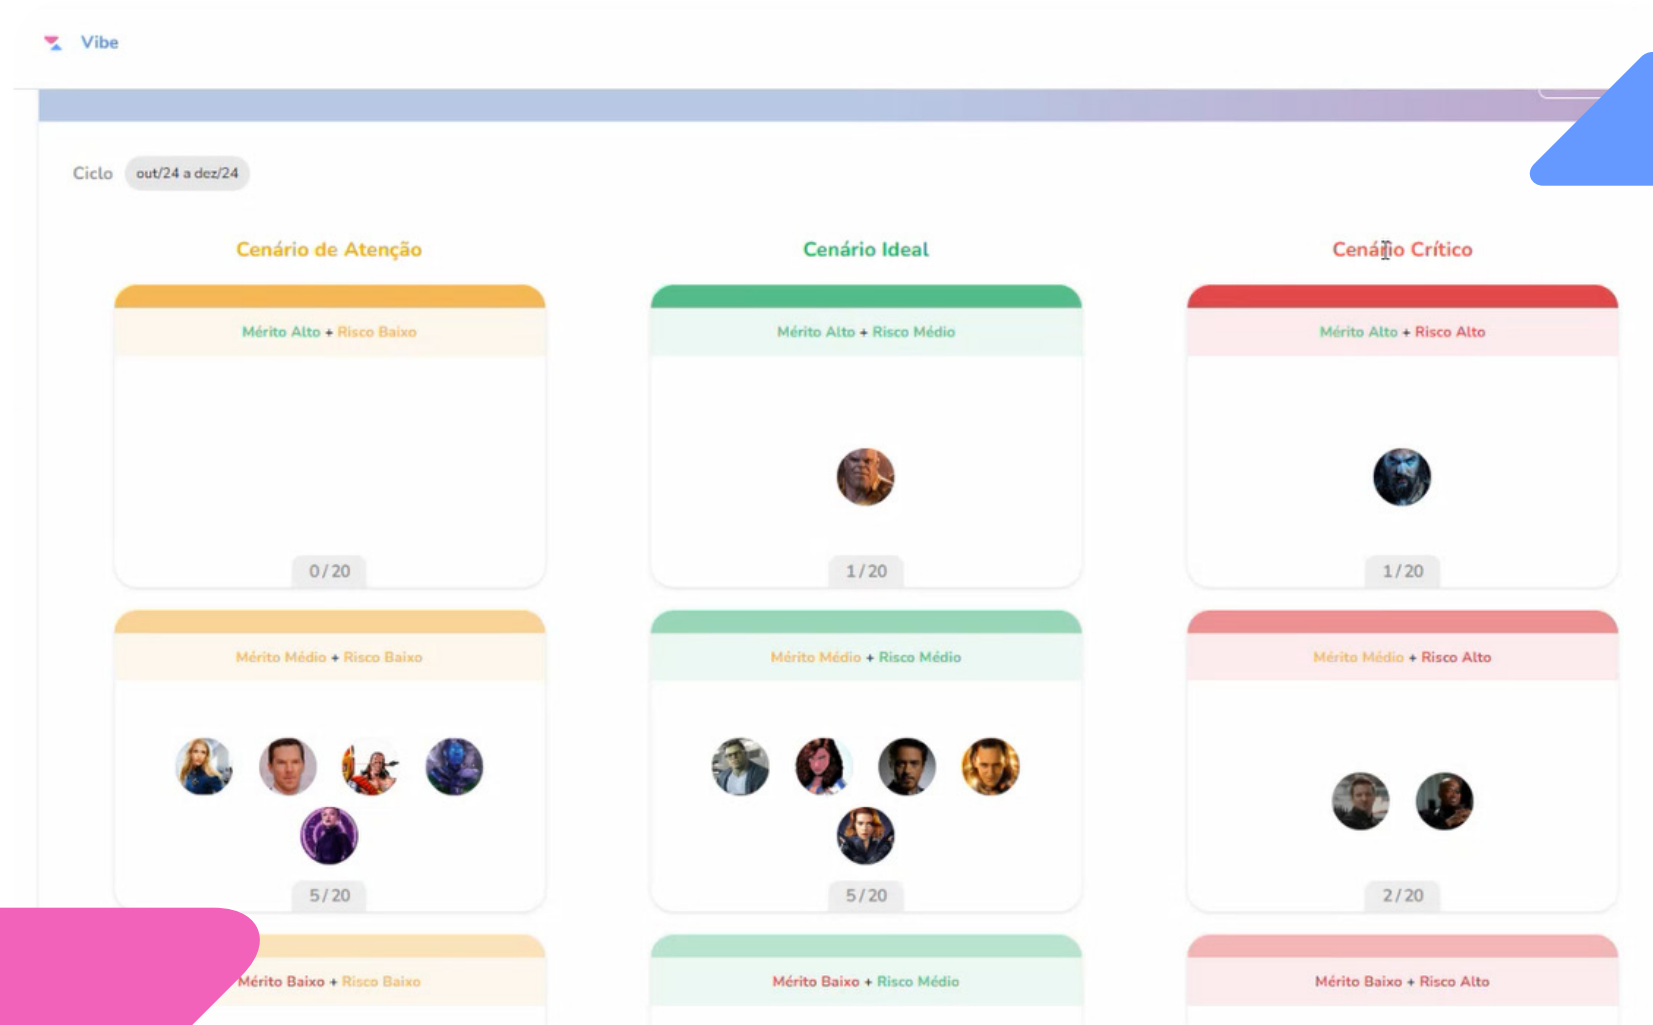 Vibe
Ciclo out/24 a dez/24
Cenário de Atenção
Cenário Ideal
Cenário Crítico
Mérito Alto + Risco Baixo
Mérito Alto + Risco Médio
Mérito Alto + Risco Alto
0/20
1/20
1/20
Mérito Médio + Risco Baixo
Mérito Médio + Risco Médio
Mérito Médio + Risco Alto
5/20
5/20
2/20
Mérito Baixo + Risco Baixo
Mérito Baixo + Risco Médio
Mérito Baixo + Risco Alto